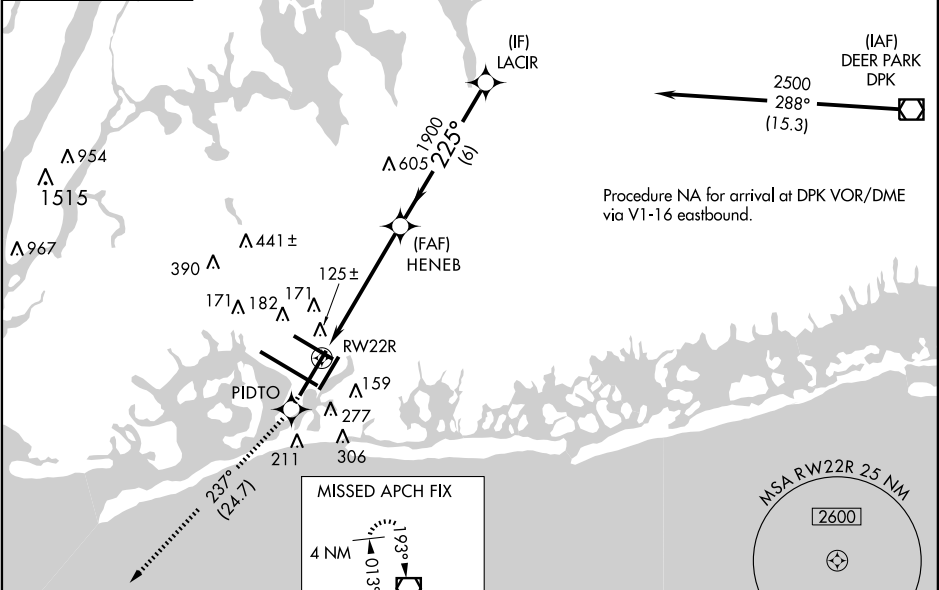 (IF)
LACIR
(IAF)
DEER PARK
DPK
2500
288°
(15.3)
1900
225°
(6)
605
954
1515
Procedure NA for arrival at DPK VOR/DME
via V1-16 eastbound.
967
441±
390
(FAF)
HENEB
125±
171
182
171
RW22R
PIDTO
159
277
211
306
237°
(24.7)
MISSED APCH FIX
4 NM
193°
013°
MSA RW22R 25 NM
2600